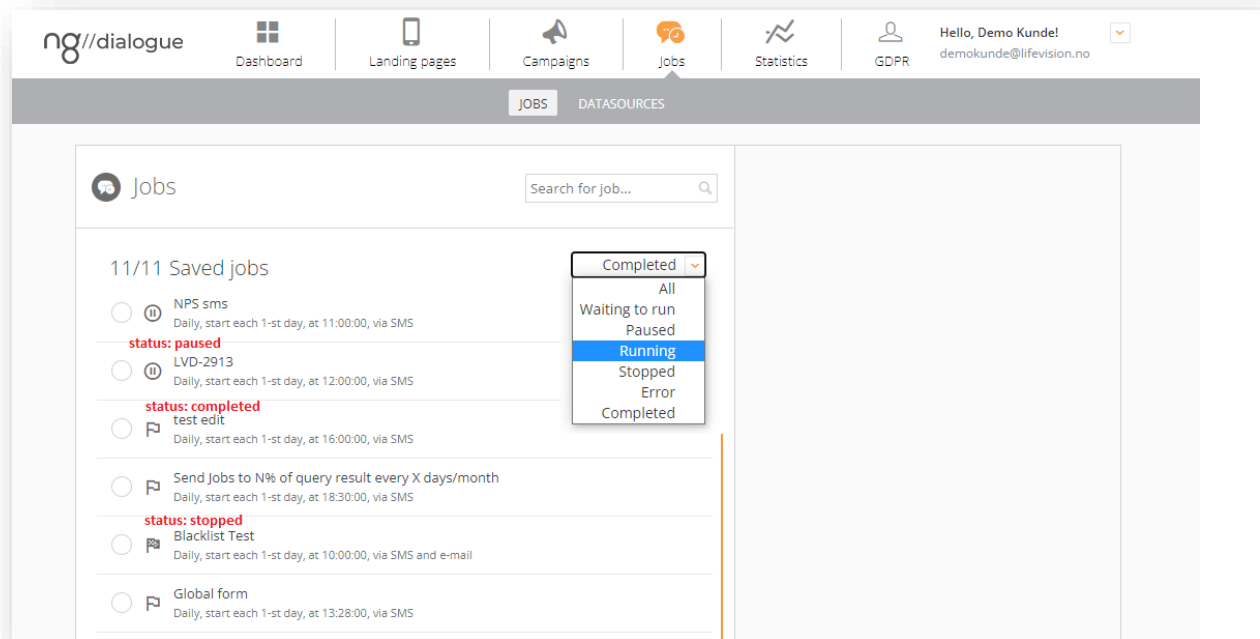 ng//dialogue
Dashboard
Landing pages
Campaigns
Jobs
Statistics
GDPR
Hello, Demo Kunde!
demokunde@lifevision.no
JOBS
DATASOURCES
Jobs
Search for job...
11/11 Saved jobs
Completed
All
Waiting to run
Paused
Running
Stopped
Error
Completed
NPS sms
Daily, start each 1-st day, at 11:00:00, via SMS
status: paused
LVD-2913
Daily, start each 1-st day, at 12:00:00, via SMS
status: completed
test edit
Daily, start each 1-st day, at 16:00:00, via SMS
Send Jobs to N% of query result every X days/month
Daily, start each 1-st day, at 18:30:00, via SMS
status: stopped
Blacklist Test
Daily, start each 1-st day, at 10:00:00, via SMS and e-mail
Global form
Daily, start each 1-st day, at 13:28:00, via SMS